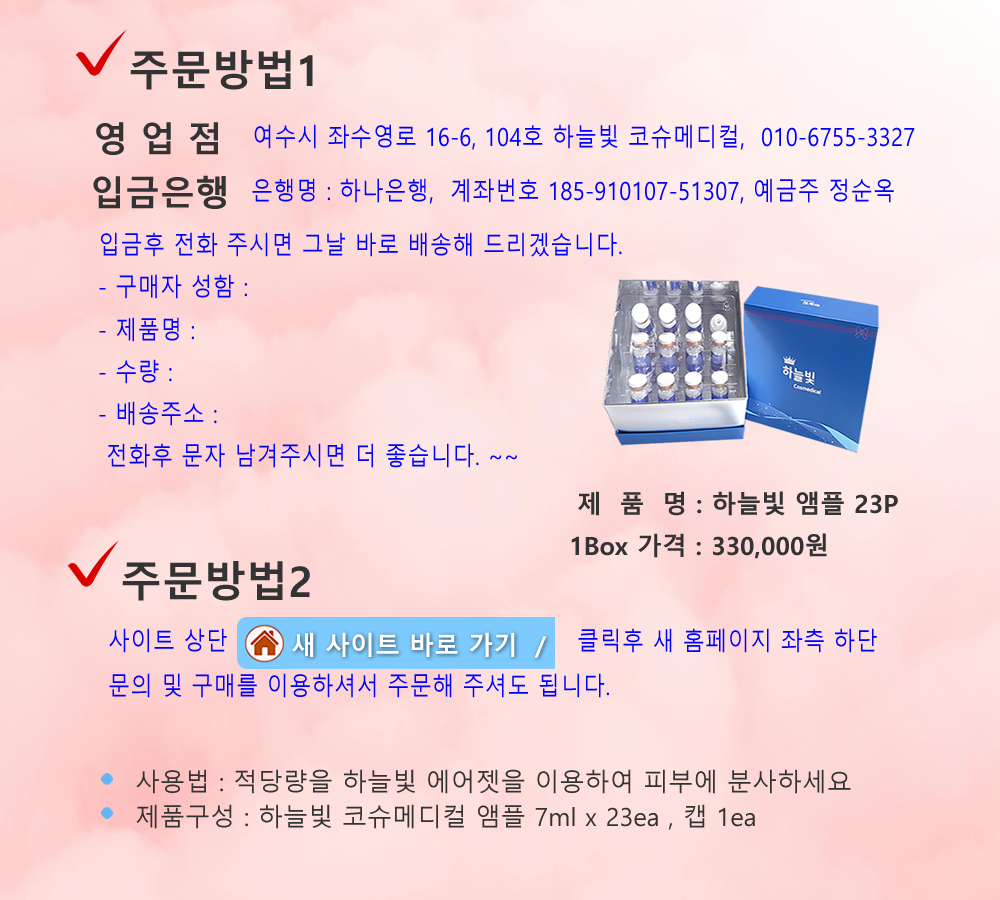 주문방법1
영 업 점 여수시 좌수영로 16-6, 104호 하늘빛 코슈메디컬, 010-6755-3327
입금은행 은행명 : 하나은행, 계좌번호 185-910107-51307, 예금주 정순옥
입금후 전화 주시면 그날 바로 배송해 드리겠습니다.
- 구매자 성함 :
- 제품명 :
- 수량 :
- 배송주소 :
전화후 문자 남겨주시면 더 좋습니다. ~~
하늘빛
Cosmedical
제 품 명 : 하늘빛 앰플 23P
1Box 가격 : 330,000원
주문방법2
사이트 상단 새 사이트 바로 가기 / 클릭후 새 홈페이지 좌측 하단
문의 및 구매를 이용하셔서 주문해 주셔도 됩니다.
사용법 : 적당량을 하늘빛 에어젯을 이용하여 피부에 분사하세요
제품구성 : 하늘빛 코슈메디컬 앰플 7ml x 23ea , 캡 1ea